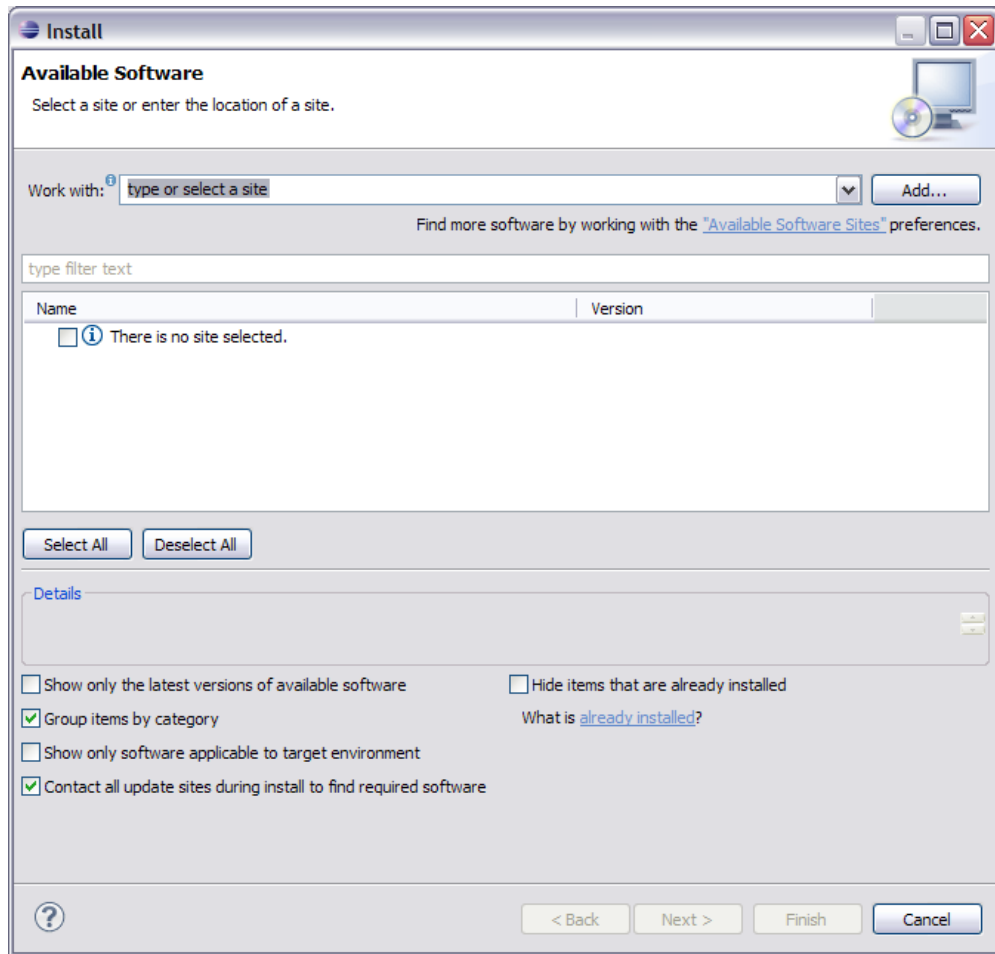 Install
Available Software
Select a site or enter the location of a site.
Work with: type or select a site Add...
Find more software by working with the "Available Software Sites" preferences.
type filter text
Name Version
There is no site selected.
Select All Deselect All
Details
Show only the latest versions of available software Hide items that are already installed
Group items by category What is already installed?
Show only software applicable to target environment
Contact all update sites during install to find required software
? < Back Next > Finish Cancel